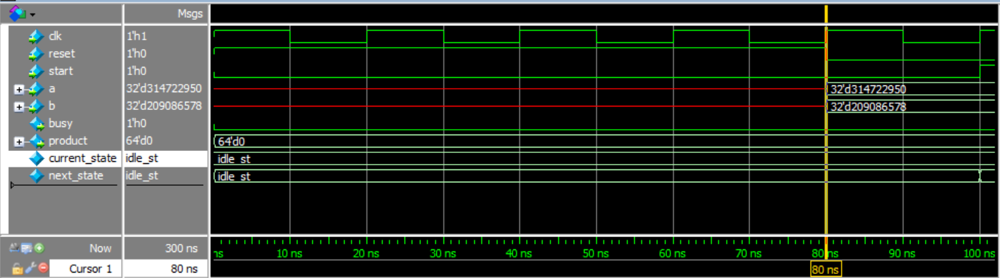 Msgs
clk 1'h1
reset 1'h0
start 1'h0
a 32'd314722950 32'd314722950
b 32'd209086578 32'd209086578
busy 1'h0
product 64'd0 64'd0
current_state idle_st idle_st
next_state idle_st idle_st
Now 300 ns ns 10 ns 20 ns 30 ns 40 ns 50 ns 60 ns 70 ns 80 ns 90 ns 100 ns
Cursor 1 80 ns 80 ns